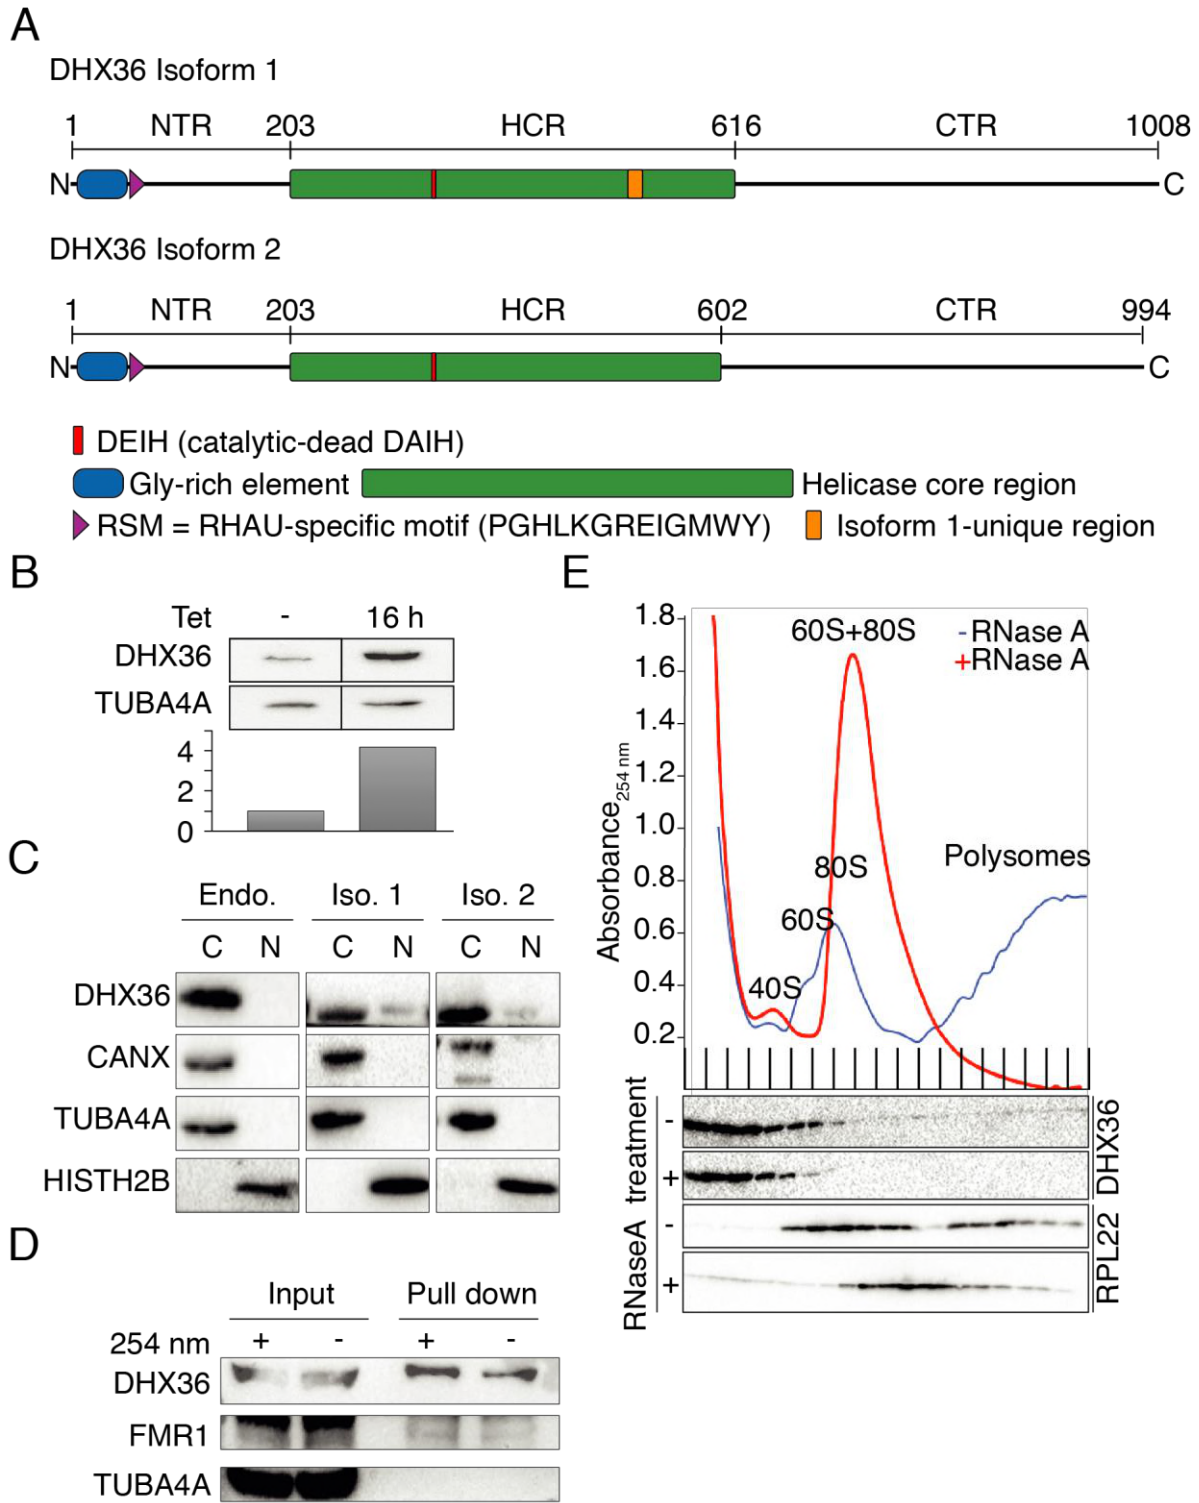 A
DHX36 Isoform 1
1 NTR 203 HCR 616 CTR 1008
N C
DHX36 Isoform 2
1 NTR 203 HCR 602 CTR 994
N C
DEIH (catalytic-dead DAIH)
Gly-rich element Helicase core region
RSM = RHAU-specific motif (PGHLKGREIGMWY) Isoform 1-unique region
B
Tet - 16 h
DHX36
TUBA4A
4
2
0
C
Endo. Iso. 1 Iso. 2
C N C N C N
DHX36
CANX
TUBA4A
HISTH2B
D
Input Pull down
254 nm + - + -
DHX36
FMR1
TUBA4A
E
1.8
1.6
1.4
1.2
1.0
0.8
0.6
0.4
0.2
Absorbance254 nm
60S+80S
-RNase A
+RNase A
Polysomes
80S
60S
40S
RNaseA treatment
-
+
-
+
DHX36
RPL22